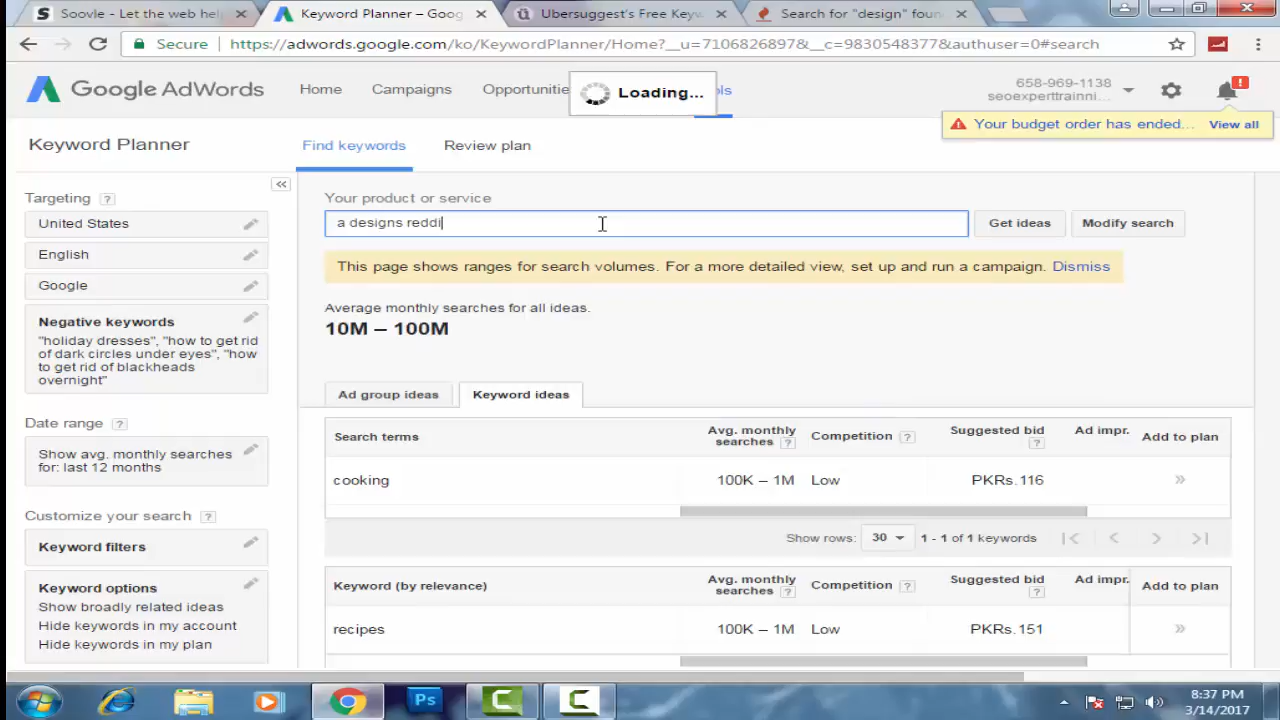 Soovle - Let the web hel
Keyword Planner – Goog
Ubersuggest's Free Keyw
Search for "design" foun
Secure
https://adwords.google.com/ko/KeywordPlanner/Home?__u=7106826897&__c=9830548377&authuser=0#search
Google AdWords
Home
Campaigns
Opportunitie
Loading...
ols
658-969-1138
seoexperttrainni...
!
Your budget order has ended...
View all
Keyword Planner
Find keywords
Review plan
Targeting ?
United States
English
Google
Negative keywords
"holiday dresses", "how to get rid
of dark circles under eyes", "how
to get rid of blackheads
overnight"
Date range ?
Show avg. monthly searches
for: last 12 months
Customize your search ?
Keyword filters
Keyword options
Show broadly related ideas
Hide keywords in my account
Hide keywords in my plan
Your product or service
a designs reddi
Get ideas
Modify search
This page shows ranges for search volumes. For a more detailed view, set up and run a campaign. Dismiss
Average monthly searches for all ideas.
10M – 100M
Ad group ideas
Keyword ideas
Search terms
Avg. monthly
searches ?
Competition ?
Suggested bid
?
Ad impr.
Add to plan
cooking
100K – 1M
Low
PKRs.116
Show rows: 30
1 - 1 of 1 keywords
Keyword (by relevance)
Avg. monthly
searches ?
Competition ?
Suggested bid
?
Ad impr.
Add to plan
recipes
100K – 1M
Low
PKRs.151
Ps
8:37 PM
3/14/2017